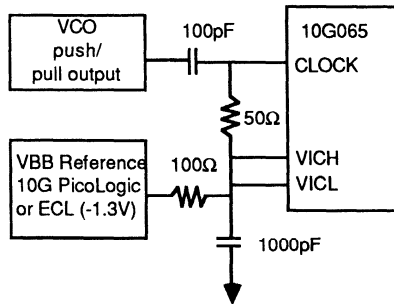 VCO
push/
pull output
100pF
10G065
CLOCK
50Ω
VBB Reference
10G PicoLogic
or ECL (-1.3V)
100Ω
VICH
VICL
1000pF